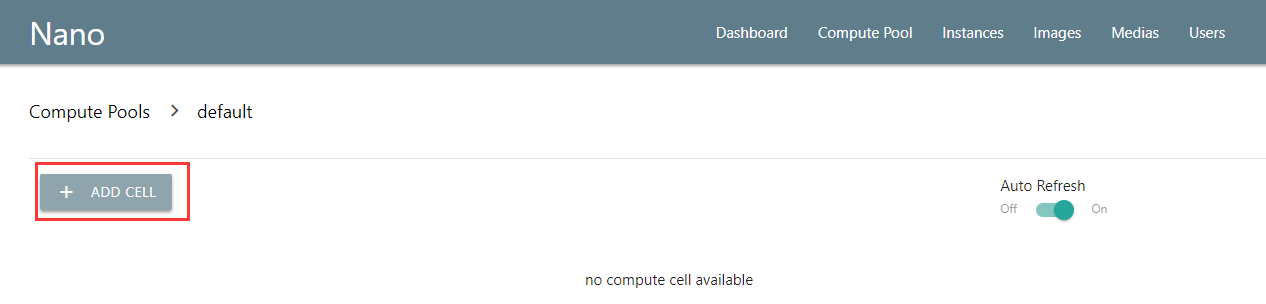 Nano
Dashboard Compute Pool Instances Images Medias Users
Compute Pools > default
+ ADD CELL
Auto Refresh
Off On
no compute cell available